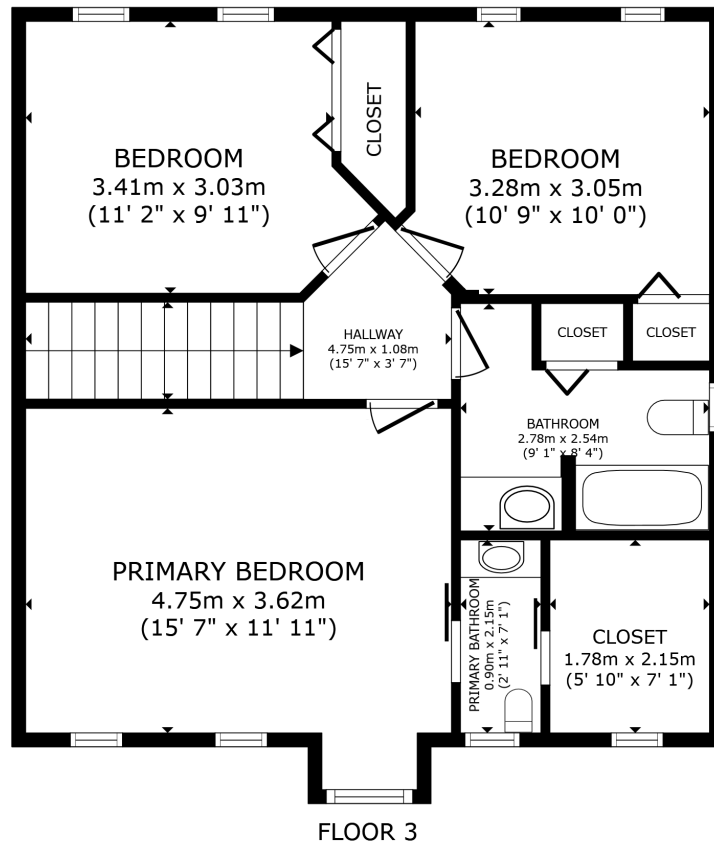 BEDROOM
3.41m x 3.03m
(11' 2" x 9' 11")
CLOSET
BEDROOM
3.28m x 3.05m
(10' 9" x 10' 0")
HALLWAY
4.75m x 1.08m
(15' 7" x 3' 7")
CLOSET
CLOSET
BATHROOM
2.78m x 2.54m
(9' 1" x 8' 4")
PRIMARY BEDROOM
4.75m x 3.62m
(15' 7" x 11' 11")
PRIMARY BATHROOM
0.90m x 2.15m
(2' 11" x 7' 1")
CLOSET
1.78m x 2.15m
(5' 10" x 7' 1")
FLOOR 3